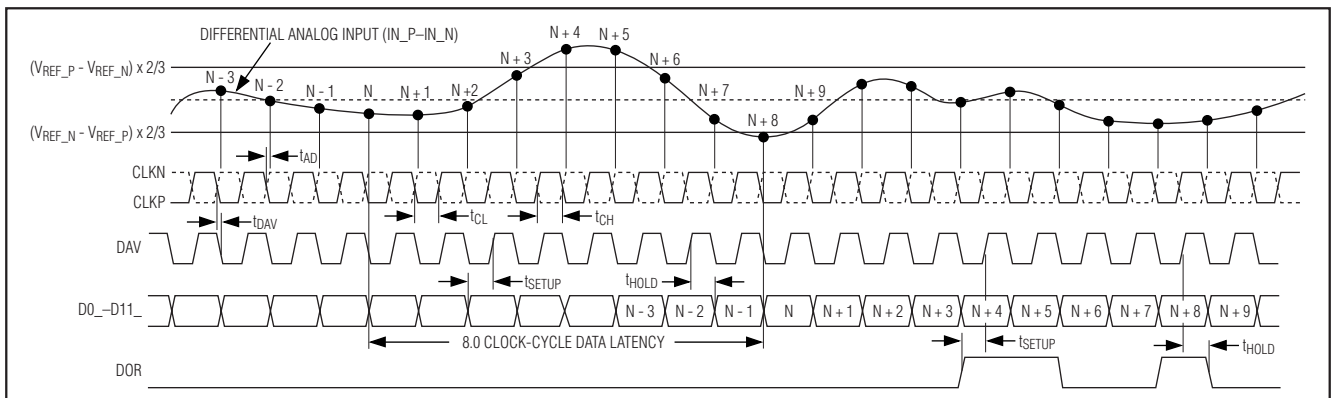 DIFFERENTIAL ANALOG INPUT (IN_P–IN_N)
(VREF_P - VREF_N) x 2/3
(VREF_N - VREF_P) x 2/3
N - 3 N - 2 N - 1 N N + 1 N +2 N + 3 N + 4 N + 5 N + 6 N + 7 N + 8 N + 9
tAD
CLKN
CLKP
tDAV tCL tCH
DAV
tSETUP tHOLD
D0_–D11_ N - 3 N - 2 N - 1 N N + 1 N + 2 N + 3 N + 4 N + 5 N + 6 N + 7 N + 8 N + 9
8.0 CLOCK-CYCLE DATA LATENCY
tSETUP tHOLD
DOR